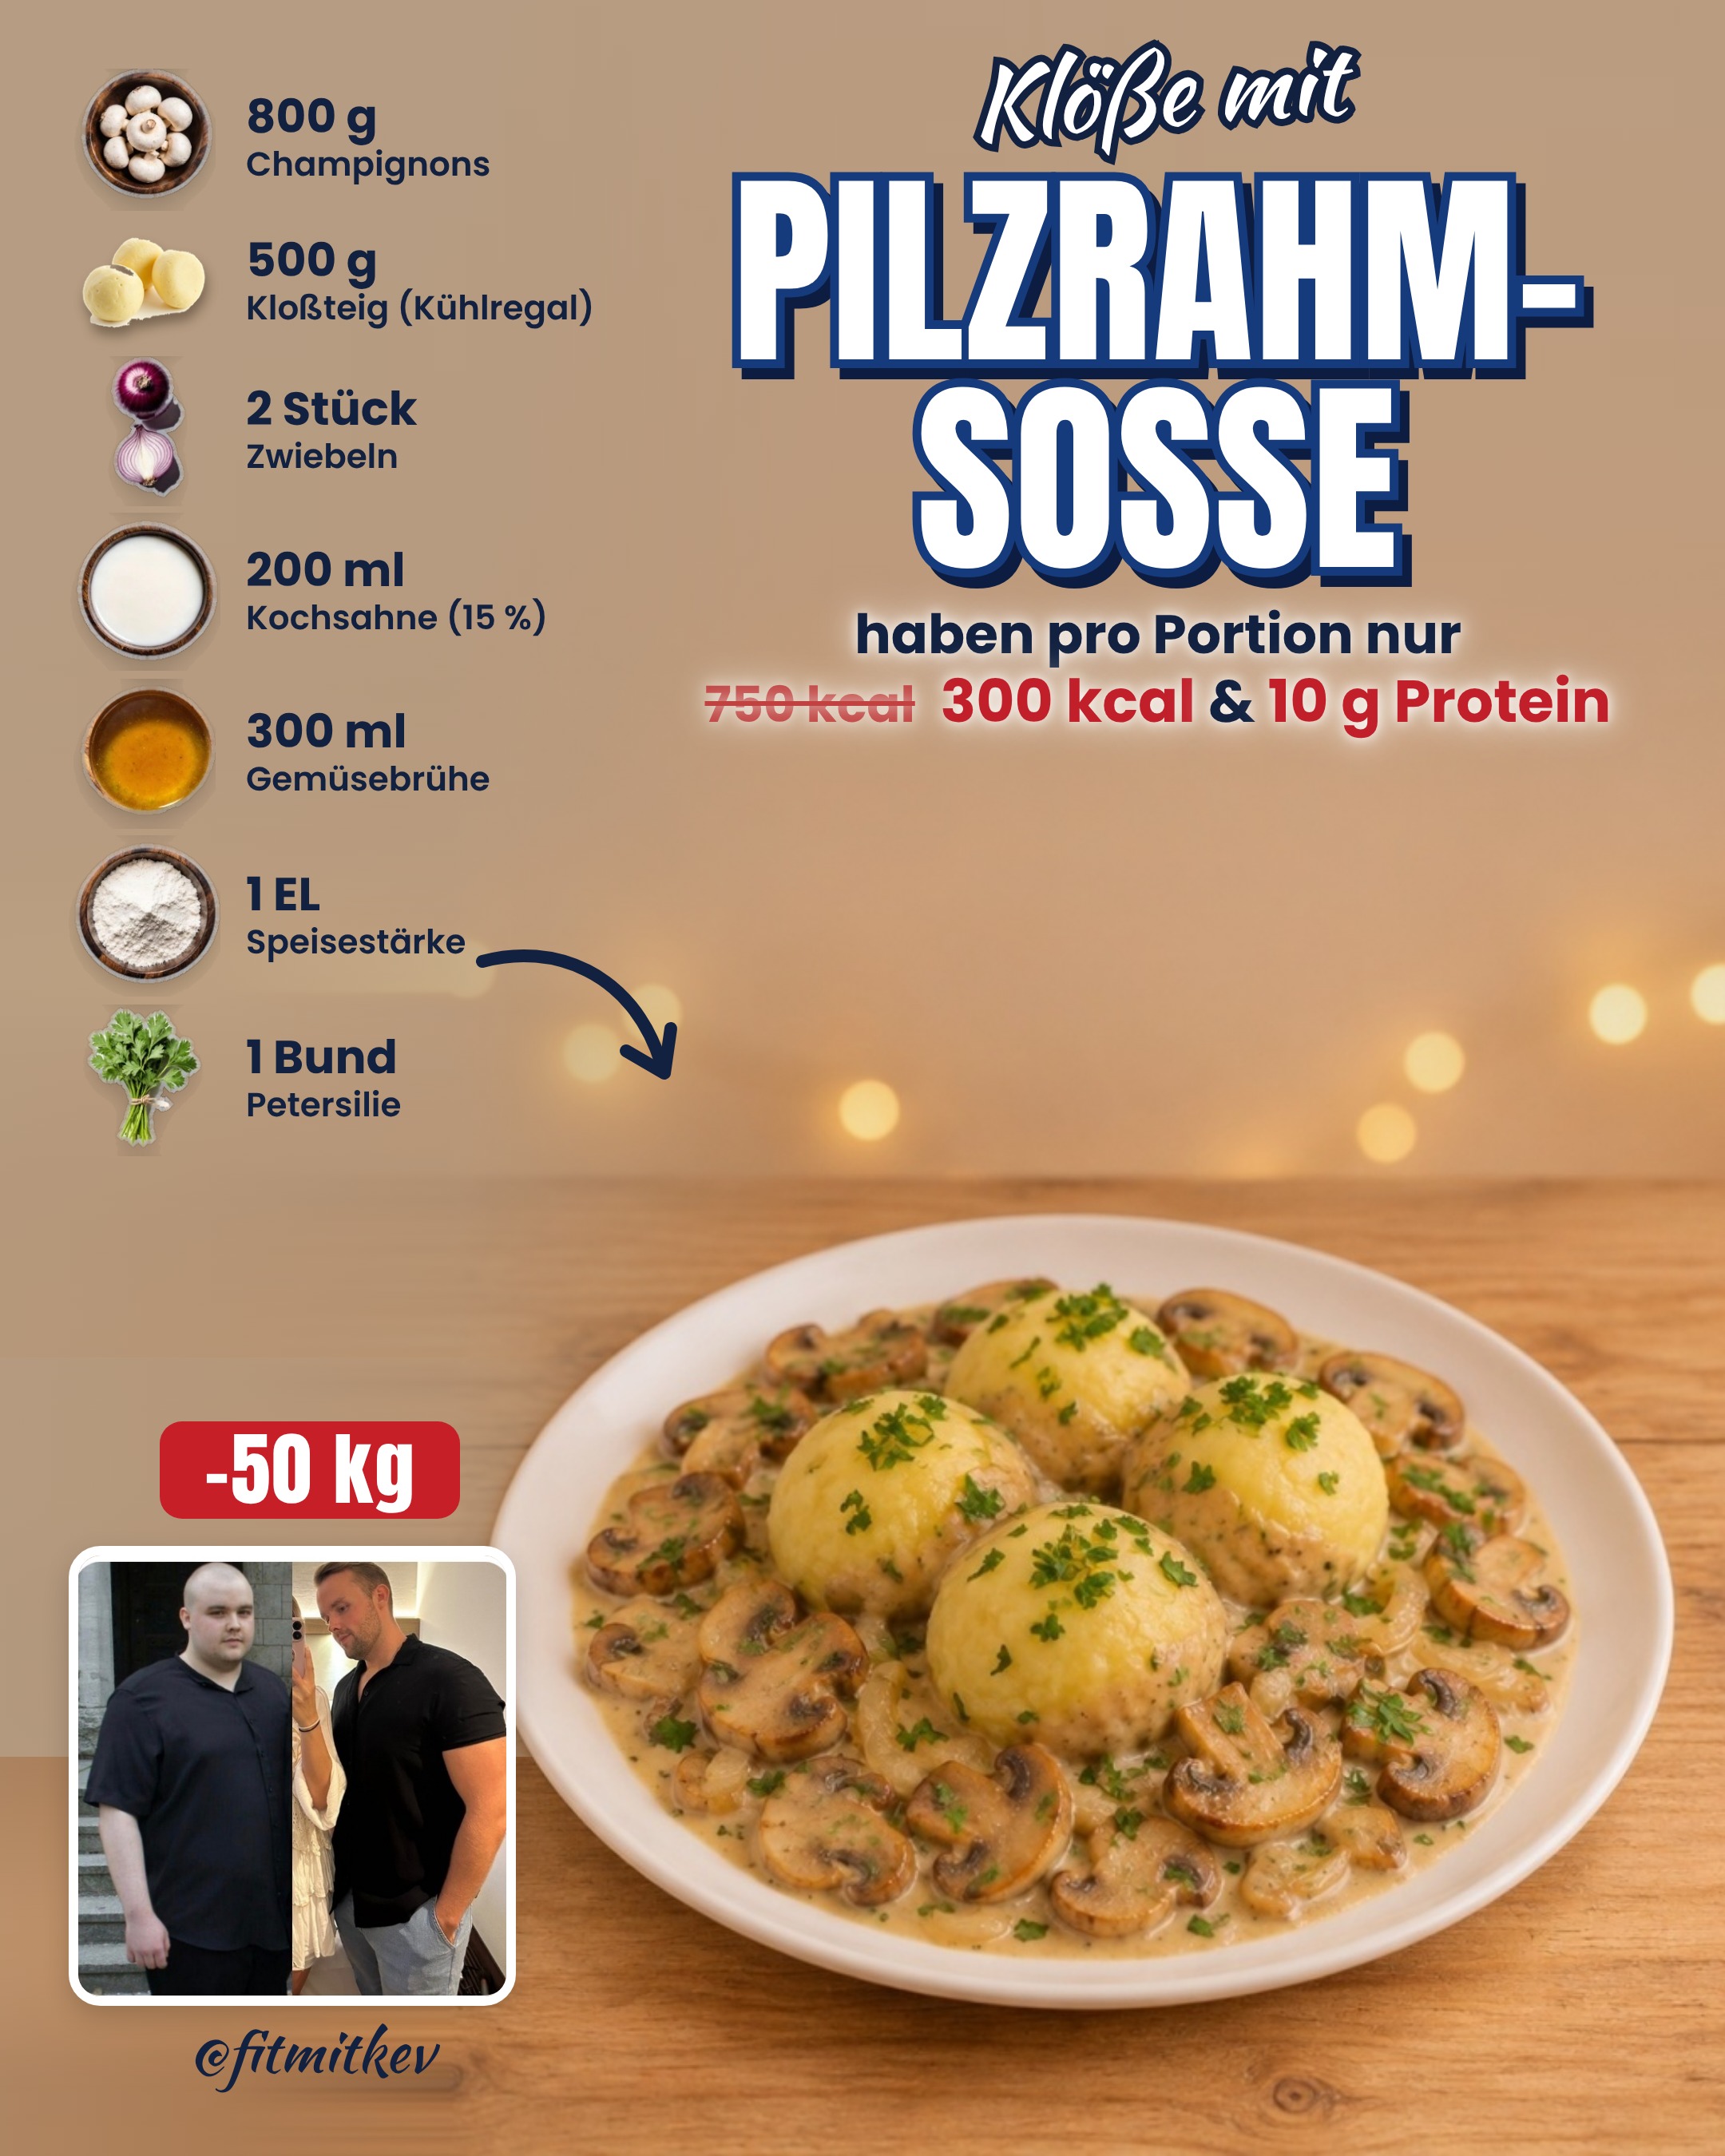 Klöße mit
PILZRAHM-
SOSSE
haben pro Portion nur
750 kcal 300 kcal & 10 g Protein
800 g
Champignons
500 g
Kloßteig (Kühlregal)
2 Stück
Zwiebeln
200 ml
Kochsahne (15 %)
300 ml
Gemüsebrühe
1 EL
Speisestärke
1 Bund
Petersilie
-50 kg
@fitmitkev